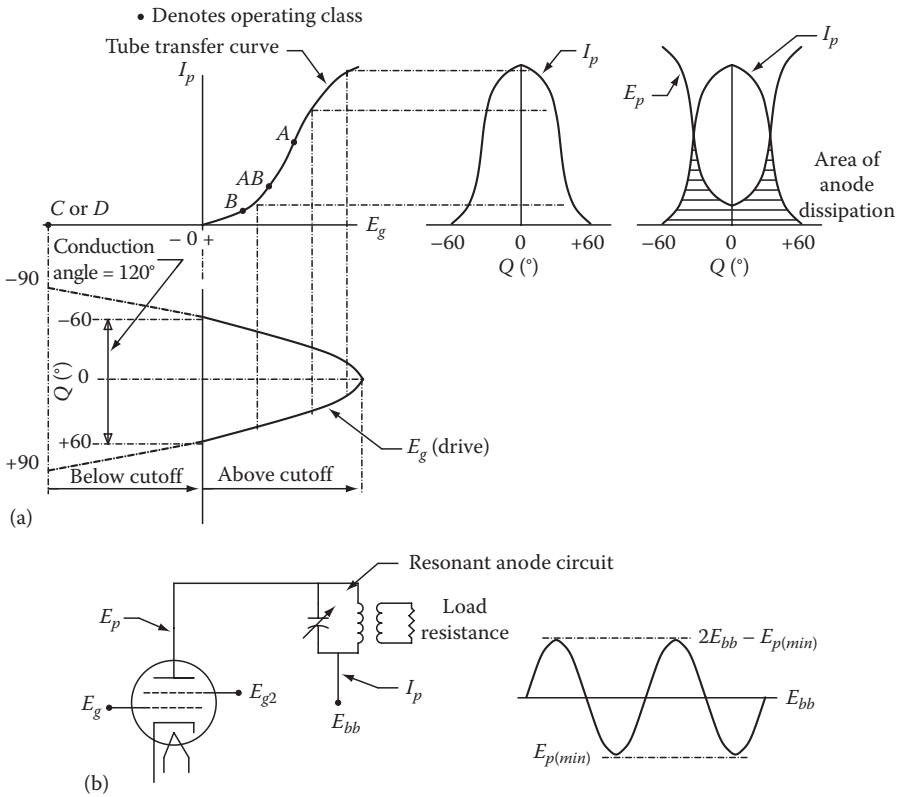 • Denotes operating class
Tube transfer curve
I_p
A
AB
B
C or D
– 0 +
E_g
Conduction
angle = 120°
–90
–60
Q (°)
0
+60
+90
E_g (drive)
Below cutoff
Above cutoff
I_p
–60
0
+60
Q (°)
I_p
E_p
Area of
anode
dissipation
–60
0
+60
Q (°)
(a)
Resonant anode circuit
E_p
Load
resistance
E_g
E_g2
I_p
E_bb
2E_bb – E_p(min)
E_bb
E_p(min)
(b)